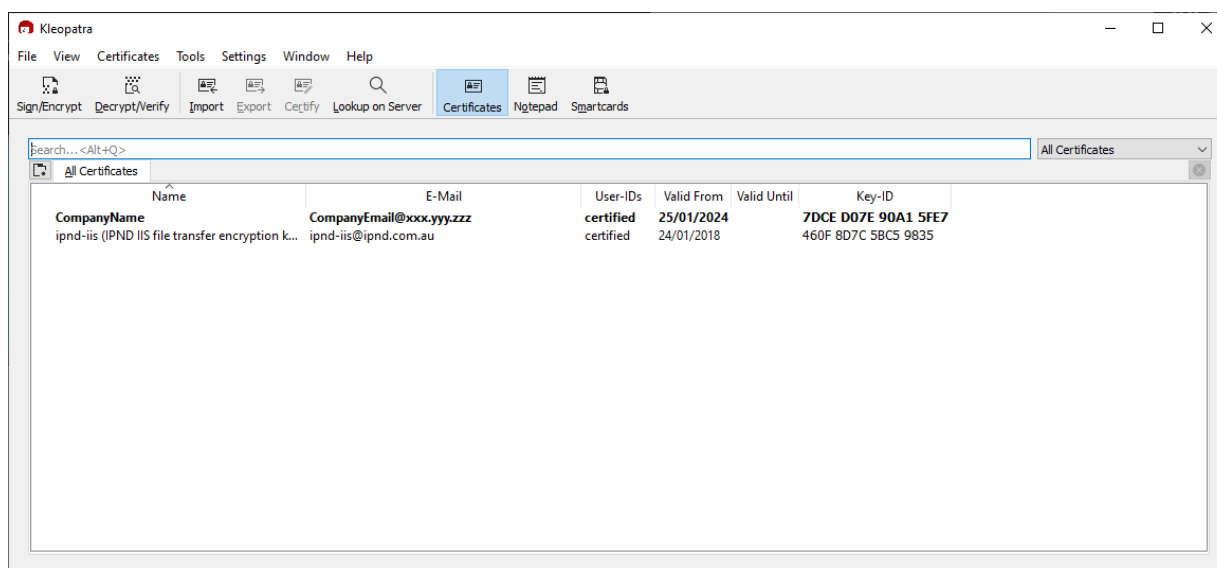 Kleopatra
File View Certificates Tools Settings Window Help
Sign/Encrypt Decrypt/Verify Import Export Certify Lookup on Server Certificates Notepad Smartcards
Search...<Alt+Q> All Certificates
All Certificates
Name E-Mail User-IDs Valid From Valid Until Key-ID
CompanyName CompanyEmail@xxx.yyy.zzz certified 25/01/2024 7DCE D07E 90A1 5FE7
ipnd-iis (IPND IIS file transfer encryption k... ipnd-iis@ipnd.com.au certified 24/01/2018 460F 8D7C 5BC5 9835